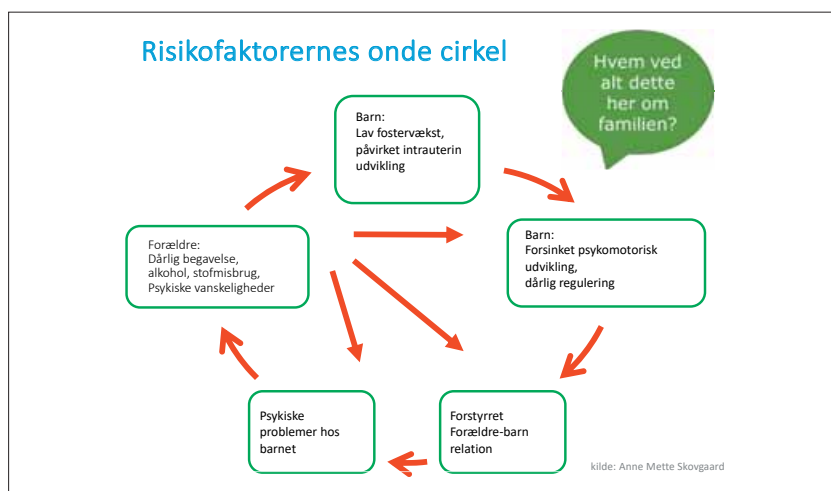 Risikofaktorernes onde cirkel
Hvem ved
alt dette
her om
familien?
Barn:
Lav fostervækst,
påvirket intrauterin
udvikling
Forældre:
Dårlig begavelse,
alkohol, stofmisbrug,
Psykiske vanskeligheder
Barn:
Forsinket psykomotorisk
udvikling,
dårlig regulering
Psykiske
problemer hos
barnet
Forstyrret
Forældre-barn
relation
kilde: Anne Mette Skovgaard